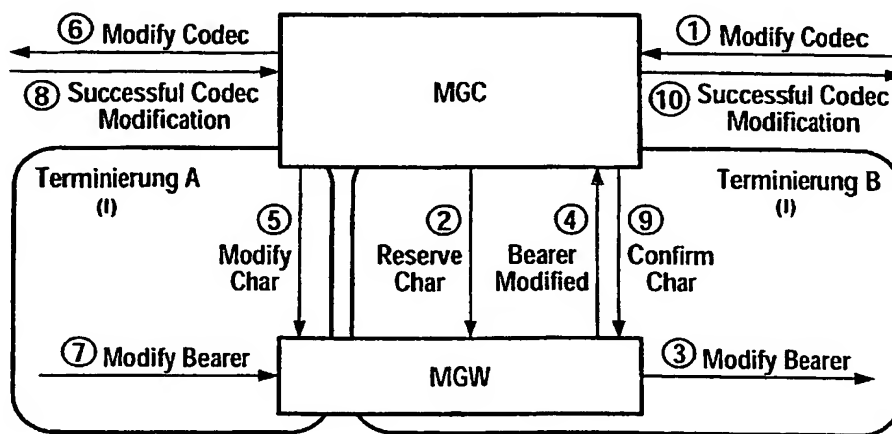 ⑥ Modify Codec
① Modify Codec
MGC
⑧ Successful Codec
Modification
⑩ Successful Codec
Modification
Terminierung A
(I)
Terminierung B
(I)
⑤
Modify
Char
②
Reserve
Char
④
Bearer
Modified
⑨
Confirm
Char
⑦ Modify Bearer
MGW
③ Modify Bearer